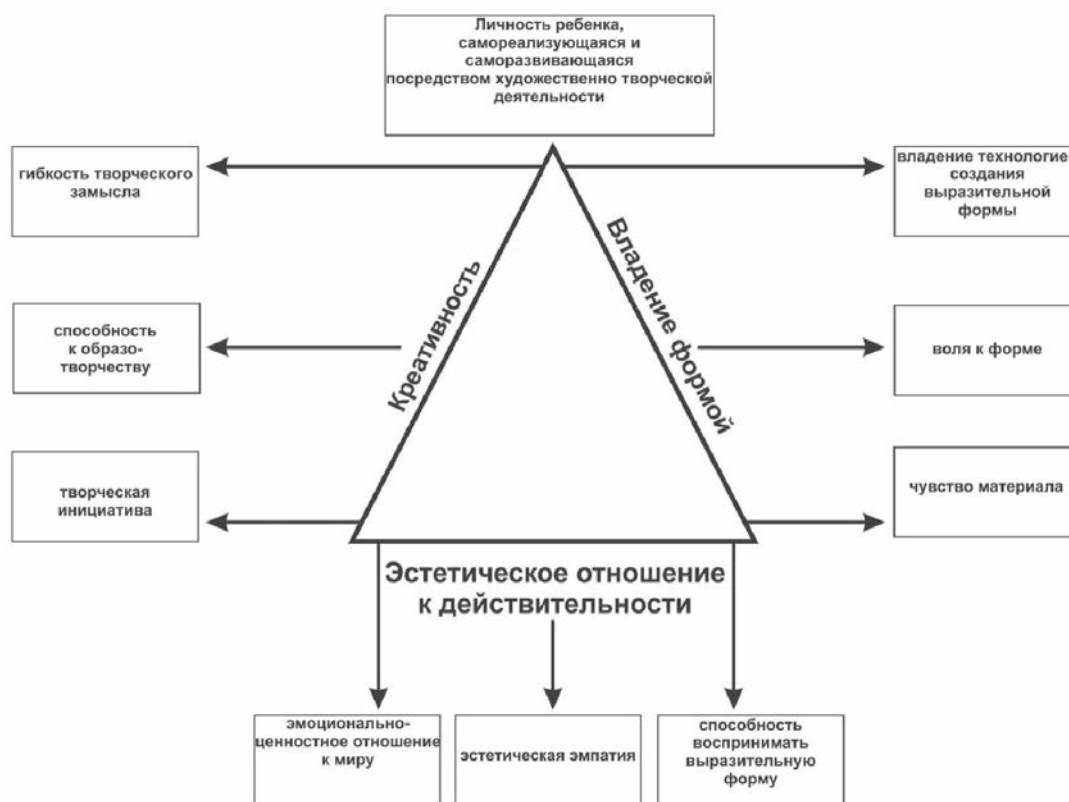 Личность ребенка,
самореализующаяся и
саморазвивающаяся
посредством художественно творческой
деятельности
гибкость творческого
замысла
владение технологие
создания
выразительной
формы
Креативность
Владение формой
способность
к образо-
творчеству
воля к форме
творческая
инициатива
чувство материала
Эстетическое отношение
к действительности
эмоционально-
ценностное отношение
к миру
эстетическая эмпатия
способность
воспринимать
выразительную
форму